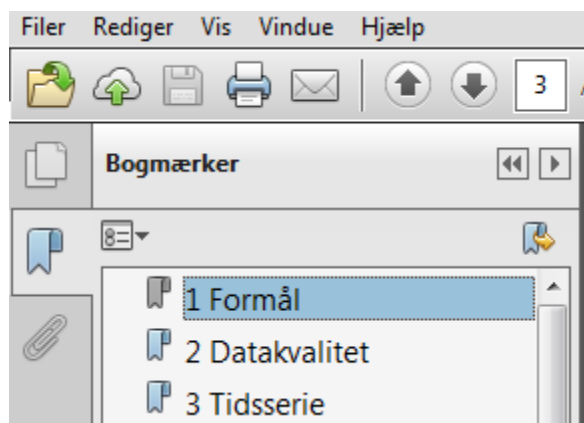 Filer Rediger Vis Vindue Hjælp
3
Bogmærker
1 Formål
2 Datakvalitet
3 Tidsserie